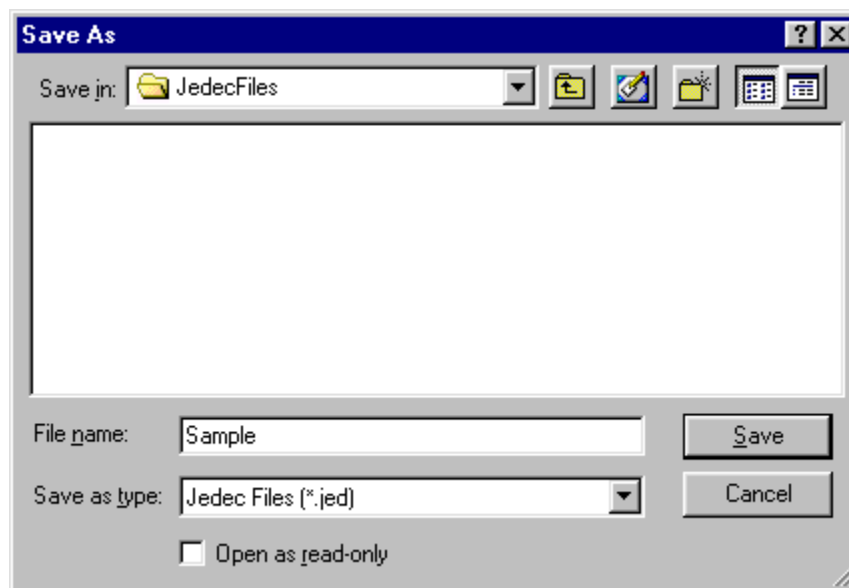 Save As
Save in: JedecFiles
File name: Sample Save
Save as type: Jedec Files (*.jed) Cancel
Open as read-only